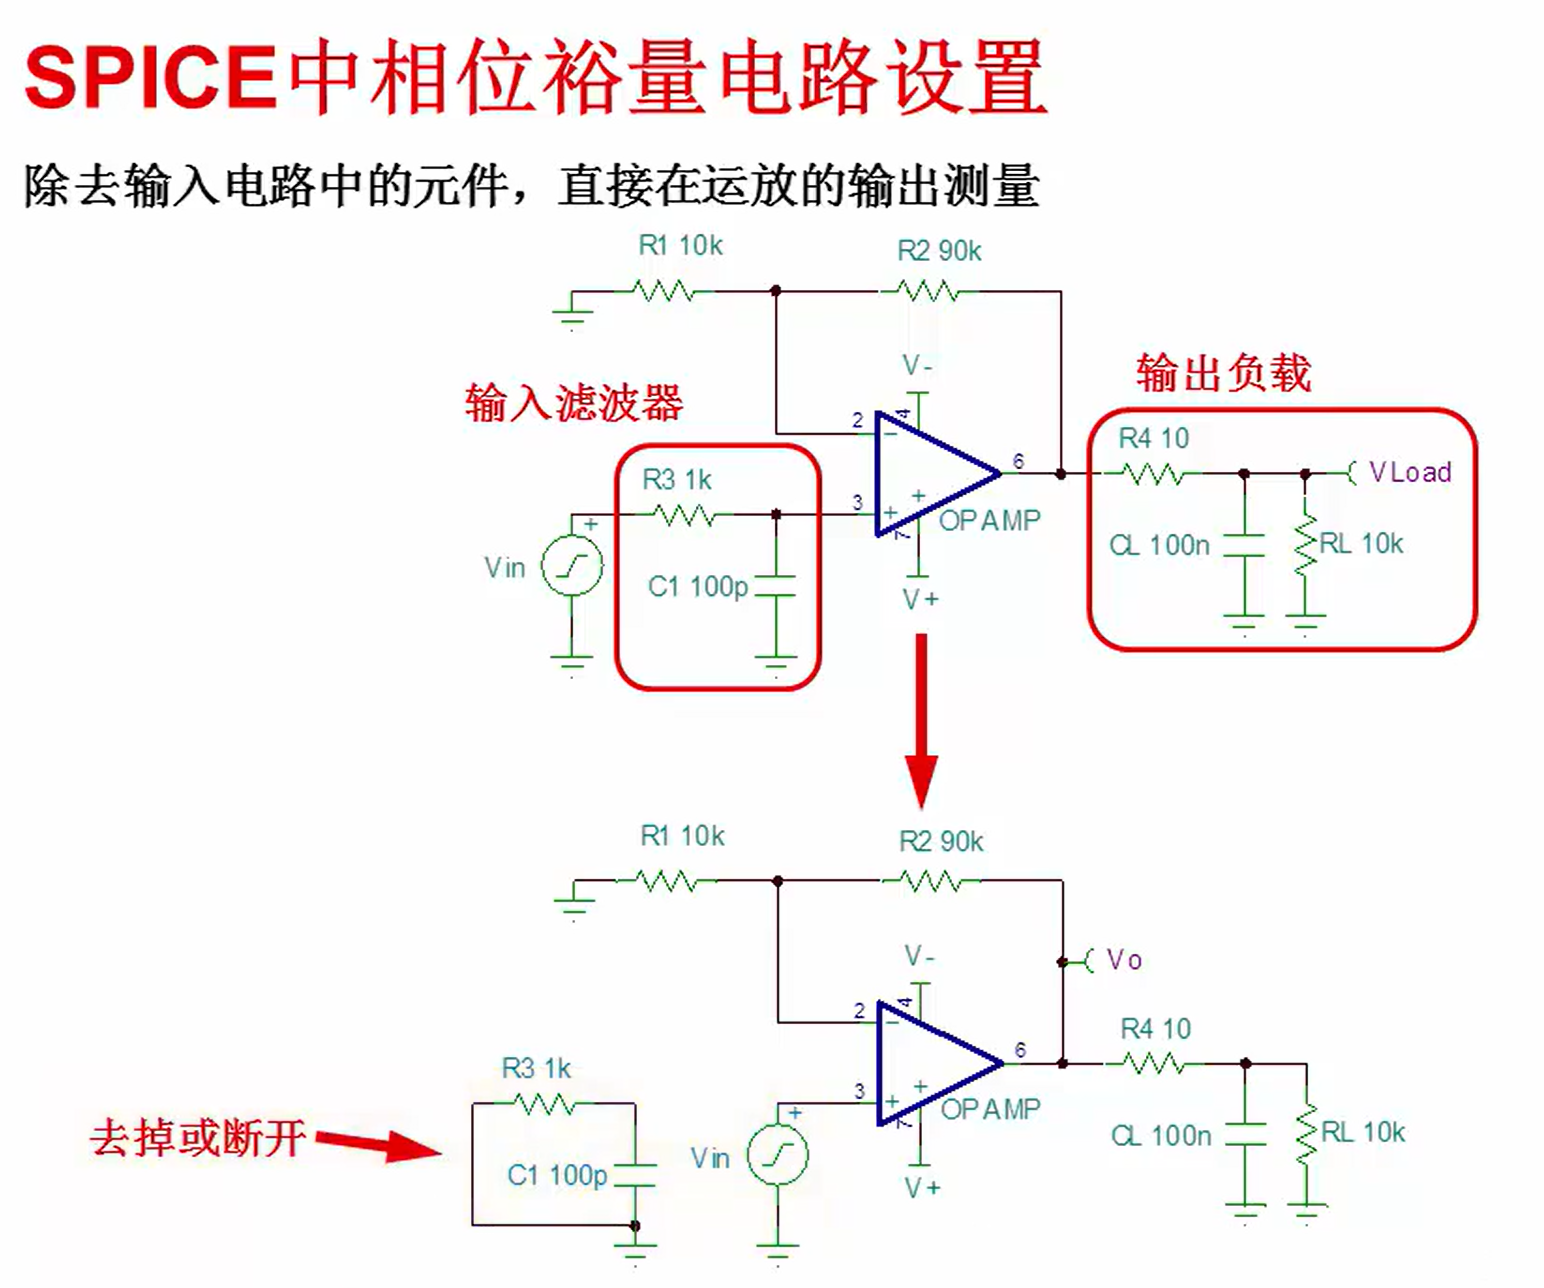 SPICE中相位裕量电路设置
除去输入电路中的元件，直接在运放的输出测量
R1 10k
R2 90k
V-
输入滤波器
输出负载
2
4
R4 10
6
VLoad
R3 1k
3
OPAMP
CL 100n
RL 10k
7
Vin
C1 100p
V+
R1 10k
R2 90k
V-
Vo
2
4
6
R4 10
R3 1k
3
OPAMP
去掉或断开
7
CL 100n
RL 10k
C1 100p
Vin
V+